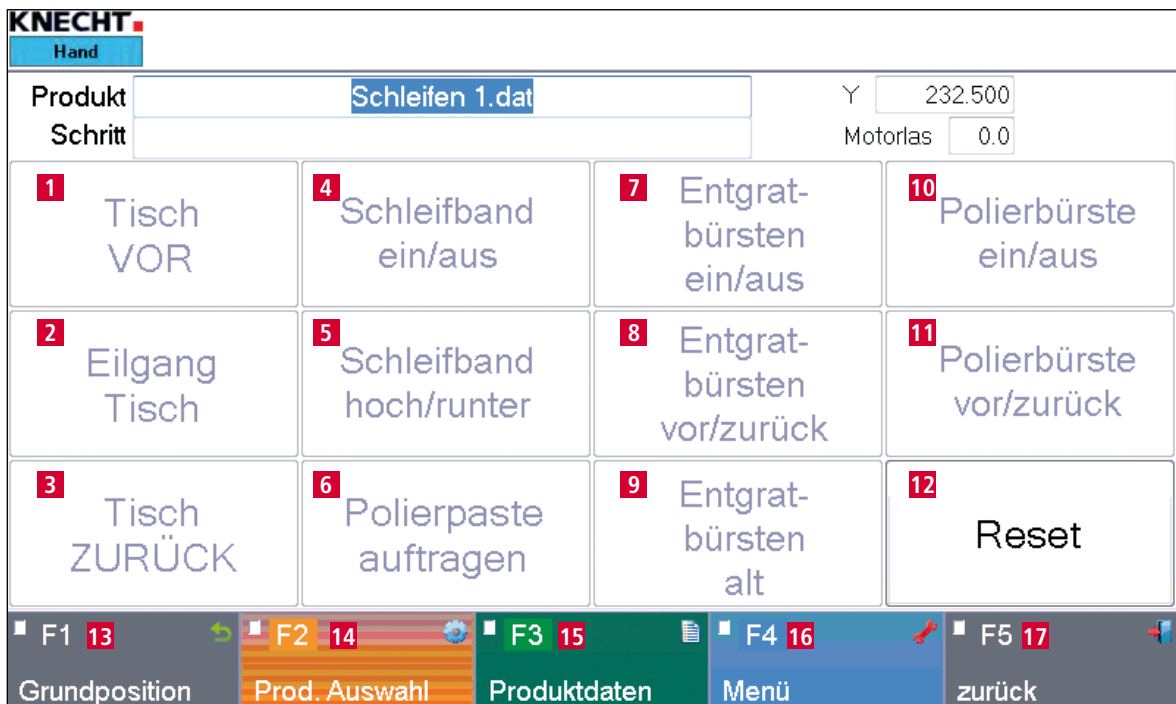 KNECHT
Hand
Produkt Schleifen 1.dat Y 232.500
Schritt Motorlas 0.0
1 Tisch
VOR
4 Schleifband
ein/aus
7 Entgrat-
bürsten
ein/aus
10 Polierbürste
ein/aus
2 Eilgang
Tisch
5 Schleifband
hoch/runter
8 Entgrat-
bürsten
vor/zurück
11 Polierbürste
vor/zurück
3 Tisch
ZURÜCK
6 Polierpaste
auftragen
9 Entgrat-
bürsten
alt
12 Reset
F1 13
Grundposition
F2 14
Prod. Auswahl
F3 15
Produktdaten
F4 16
Menü
F5 17
zurück